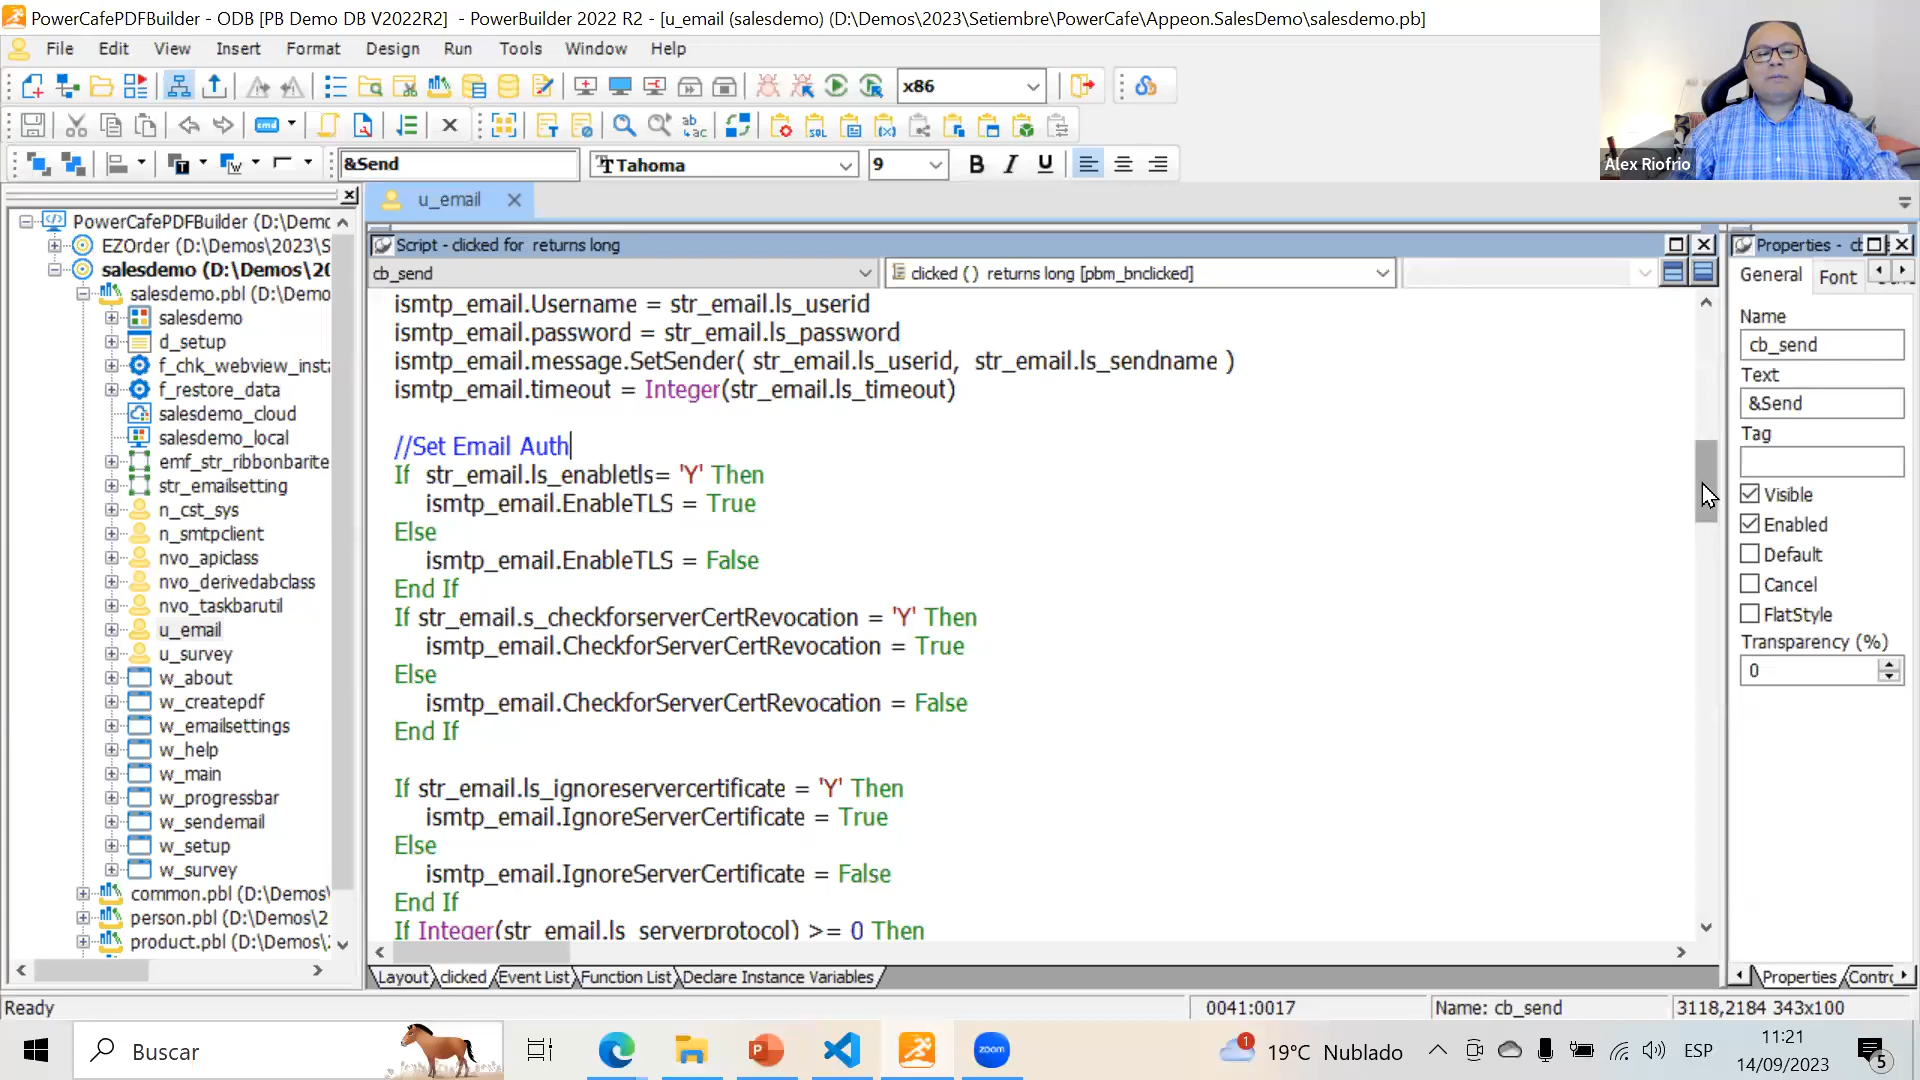 PowerCafePDFBuilder - ODB [PB Demo DB V2022R2] - PowerBuilder 2022 R2 - [u_email (salesdemo) (D:\Demos\2023\Setiembre\PowerCafe\Appeon.SalesDemo\salesdemo.pb]
File Edit View Insert Format Design Run Tools Window Help
x86
&Send
Tahoma
9
B I U
Alex Riofrio
u_email
PowerCafePDFBuilder (D:\Demo
EZOrder (D:\Demos\2023\S
salesdemo (D:\Demos\20
salesdemo.pbl (D:\Demo
salesdemo
d_setup
f_chk_webview_insta
f_restore_data
salesdemo_cloud
salesdemo_local
emf_str_ribbonbarite
str_emailsetting
n_cst_sys
n_smtpclient
nvo_apiclass
nvo_derivedabclass
nvo_taskbarutil
u_email
u_survey
w_about
w_createpdf
w_emailsettings
w_help
w_main
w_progressbar
w_sendemail
w_setup
w_survey
common.pbl (D:\Demos\
person.pbl (D:\Demos\2
product.pbl (D:\Demos\
Script - clicked for returns long
cb_send
clicked ( ) returns long [pbm_bnclicked]
ismtp_email.Username = str_email.ls_userid
ismtp_email.password = str_email.ls_password
ismtp_email.message.SetSender( str_email.ls_userid, str_email.ls_sendname )
ismtp_email.timeout = Integer(str_email.ls_timeout)
//Set Email Auth
If str_email.ls_enabletls= 'Y' Then
ismtp_email.EnableTLS = True
Else
ismtp_email.EnableTLS = False
End If
If str_email.s_checkforserverCertRevocation = 'Y' Then
ismtp_email.CheckforServerCertRevocation = True
Else
ismtp_email.CheckforServerCertRevocation = False
End If
If str_email.ls_ignoreservercertificate = 'Y' Then
ismtp_email.IgnoreServerCertificate = True
Else
ismtp_email.IgnoreServerCertificate = False
End If
If Integer(str_email.ls_serverprotocol) >= 0 Then
Layout clicked Event List Function List Declare Instance Variables
Properties - cb
General Font
Name
cb_send
Text
&Send
Tag
Visible
Enabled
Default
Cancel
FlatStyle
Transparency (%)
0
Properties Contro
Ready
0041:0017
Name: cb_send
3118,2184 343x100
Buscar
zoom
1
19°C Nublado
ESP
11:21
14/09/2023
5